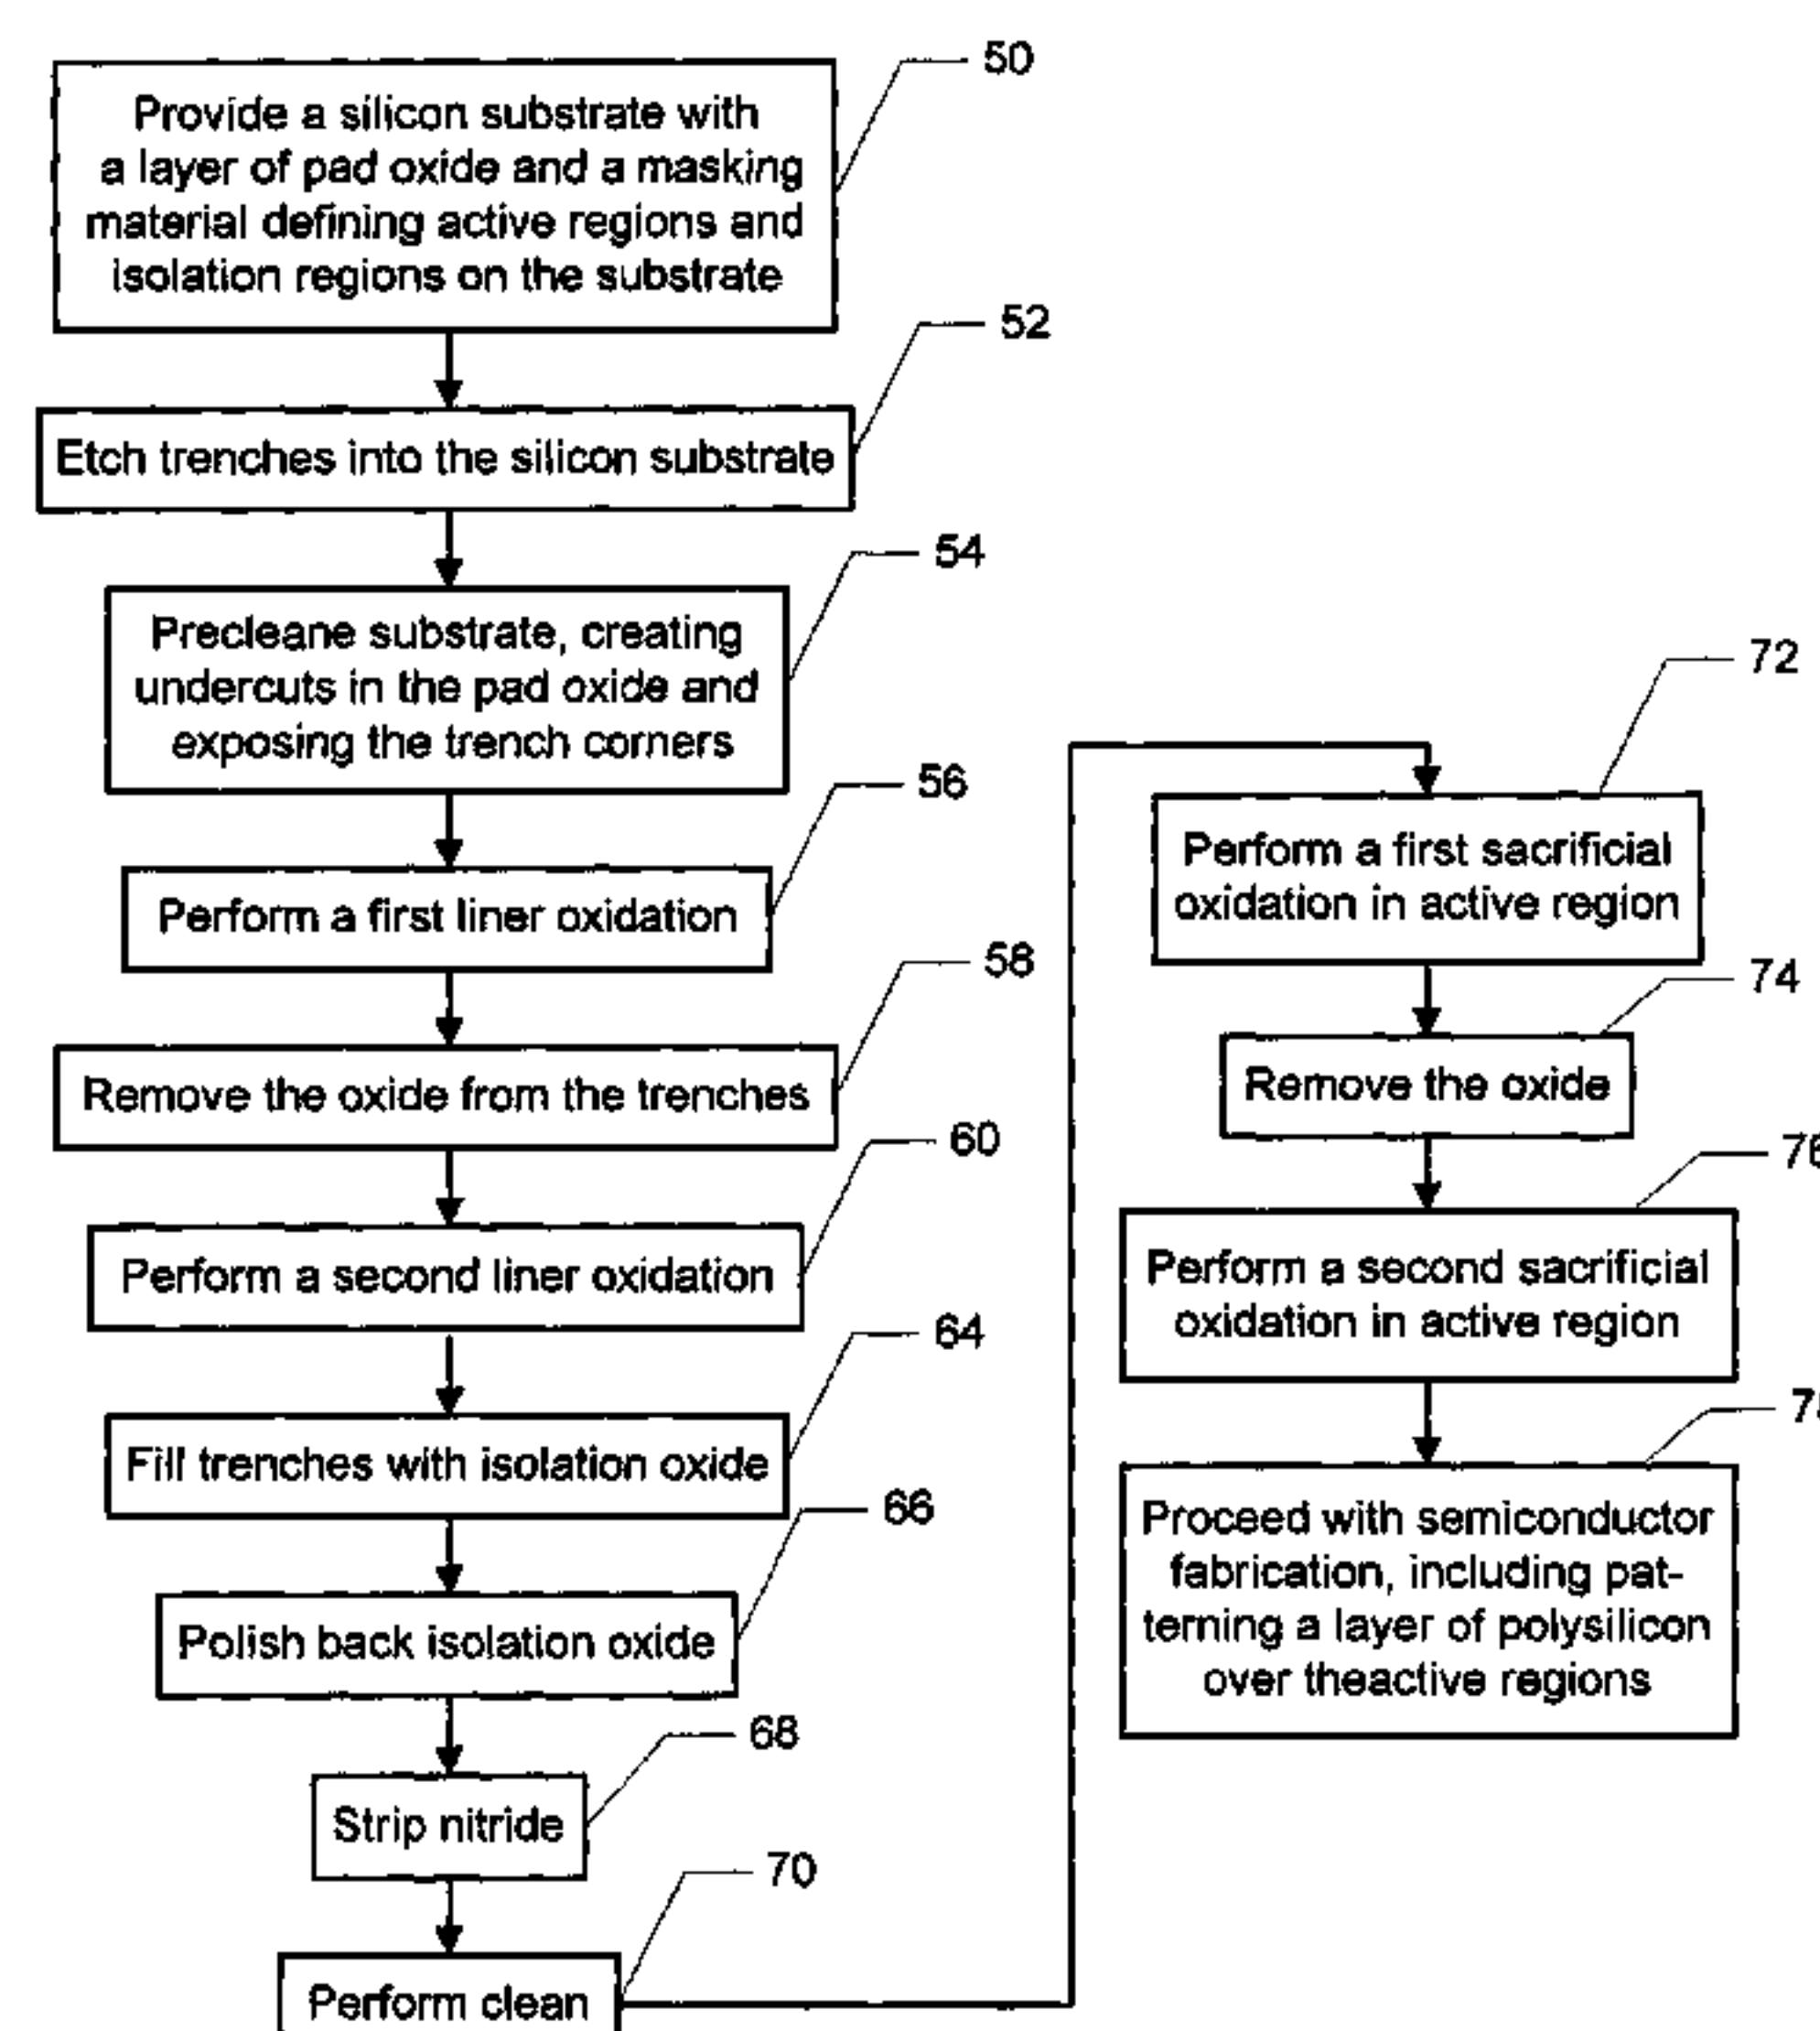 50
Provide a silicon substrate with
a layer of pad oxide and a masking
material defining active regions and
isolation regions on the substrate
52
Etch trenches into the silicon substrate
54
Precleane substrate, creating
undercuts in the pad oxide and
exposing the trench corners
56
Perform a first liner oxidation
58
Remove the oxide from the trenches
60
Perform a second liner oxidation
64
Fill trenches with isolation oxide
66
Polish back isolation oxide
68
Strip nitride
70
Perform clean
72
Perform a first sacrificial
oxidation in active region
74
Remove the oxide
76
Perform a second sacrificial
oxidation in active region
Proceed with semiconductor
fabrication, including pat-
terning a layer of polysilicon
over theactive regions